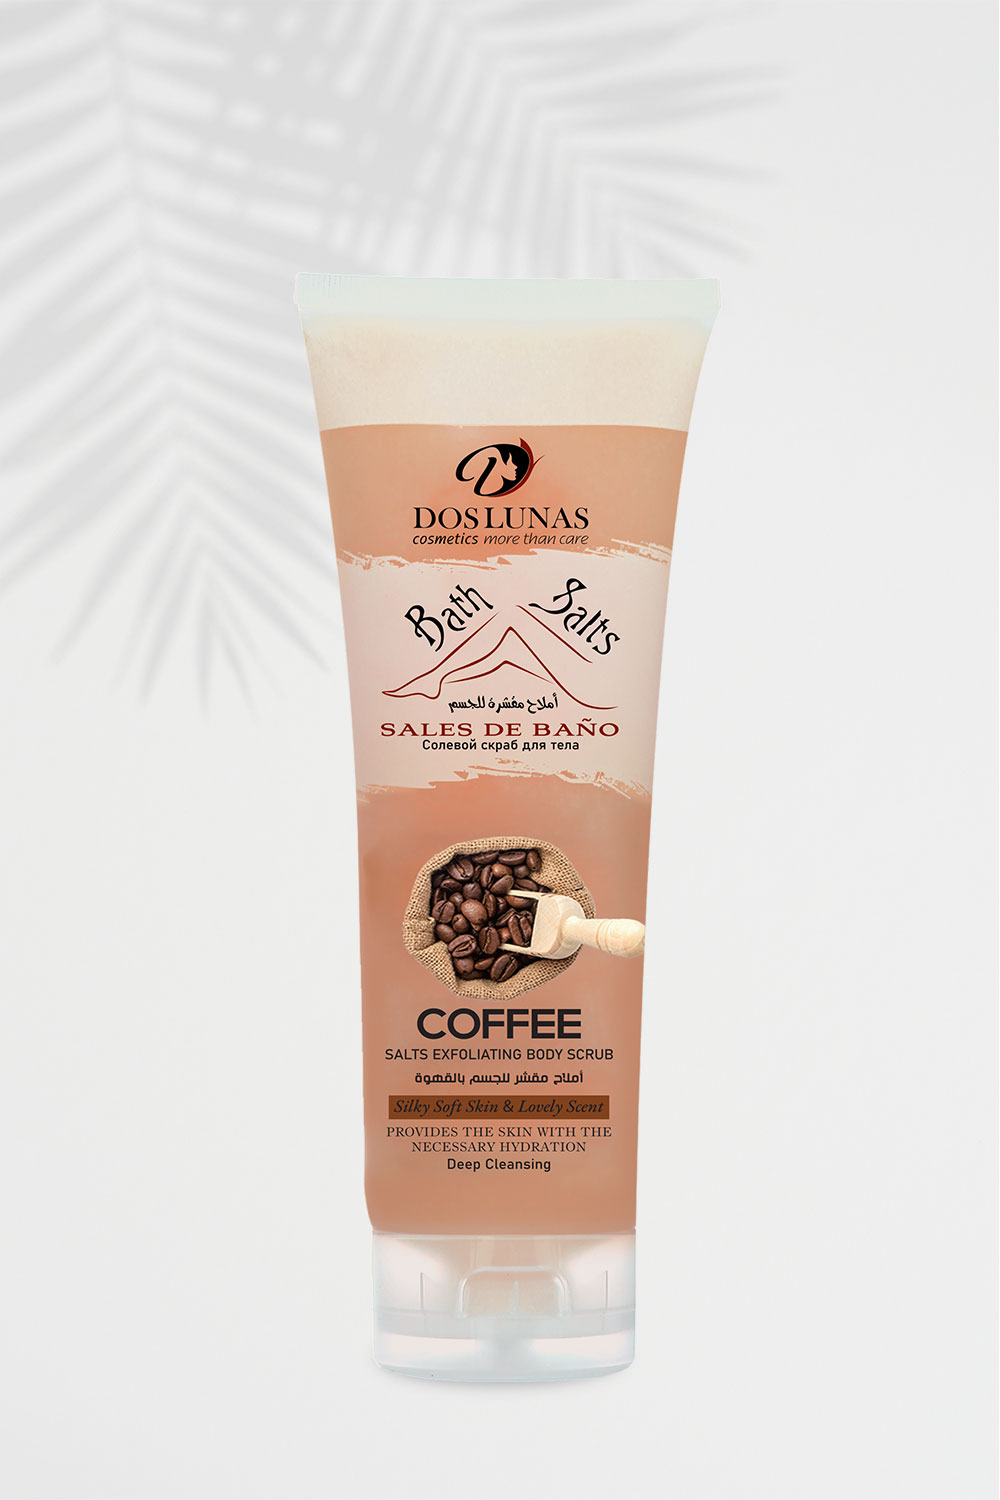 DOSLUNAS
cosmetics more than care
Bath Salts
أملاح مقشرة للجسم
SALES DE BAÑO
Солевой скраб для тела
COFFEE
SALTS EXFOLIATING BODY SCRUB
أملاح مقشر للجسم بالقهوة
Silky Soft Skin & Lovely Scent
PROVIDES THE SKIN WITH THE
NECESSARY HYDRATION
Deep Cleansing